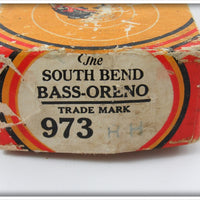 The
SOUTH BEND
BASS-ORENO
TRADE MARK
973 H H